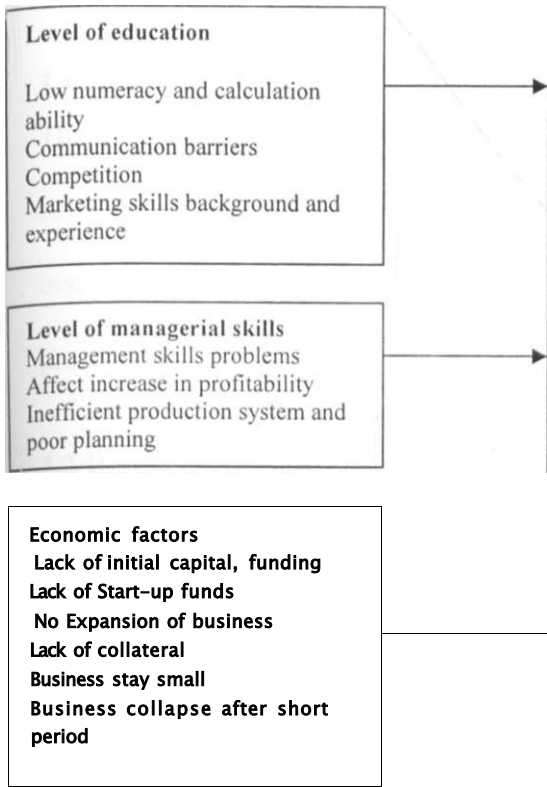 Level of education
Low numeracy and calculation
ability
Communication barriers
Competition
Marketing skills background and
experience
Level of managerial skills
Management skills problems
Affect increase in profitability
Inefficient production system and
poor planning
Economic factors
Lack of initial capital, funding
Lack of Start-up funds
No Expansion of business
Lack of collateral
Business stay small
Business collapse after short
period